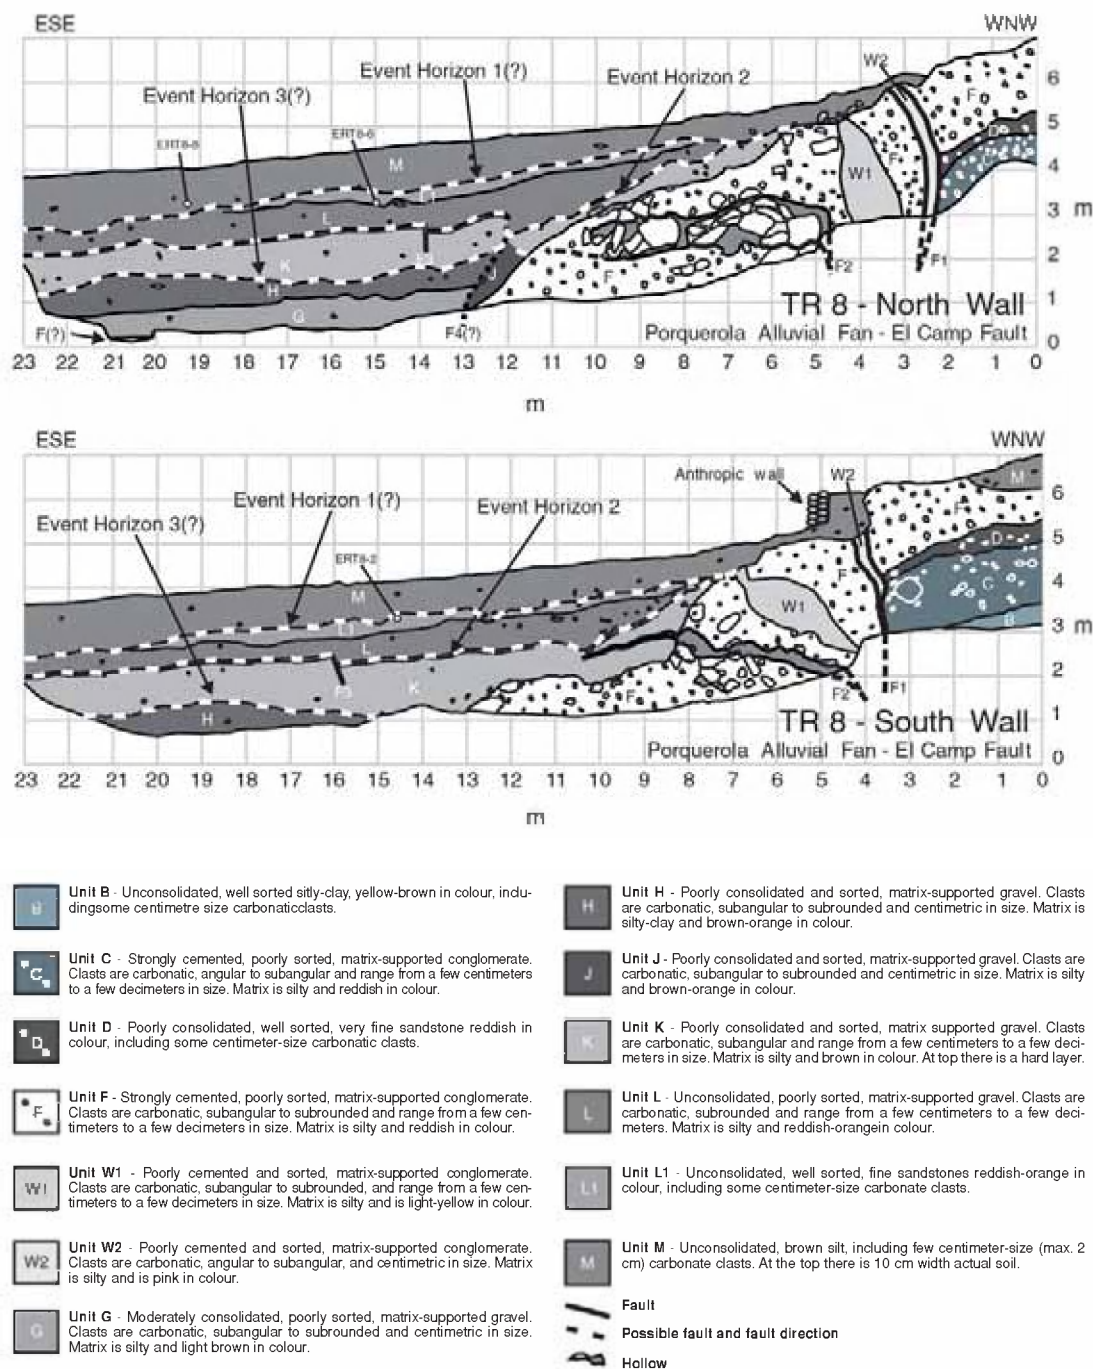 ESE WNW
W2
Event Horizon 1(?)
Event Horizon 2
Event Horizon 3(?)
ERT8-6
M
F
D
C
F
W1
L
K
H
J
G
F
F2
F1
F(?)
F4(?)
6
5
4
3 m
2
1
0
TR 8 - North Wall
Porquerola Alluvial Fan - El Camp Fault
23 22 21 20 19 18 17 16 15 14 13 12 11 10 9 8 7 6 5 4 3 2 1 0
m
ESE WNW
Anthropic wall
W2
M
Event Horizon 1(?)
Event Horizon 2
Event Horizon 3(?)
ERT8-2
F
D
C
B
M
F
W1
L
K
H
F
F3
F2
F1
6
5
4
3 m
2
1
0
TR 8 - South Wall
Porquerola Alluvial Fan - El Camp Fault
23 22 21 20 19 18 17 16 15 14 13 12 11 10 9 8 7 6 5 4 3 2 1 0
m
B
Unit B - Unconsolidated, well sorted sitly-clay, yellow-brown in colour, inclu-
dingsome centimetre size carbonaticclasts.
C
Unit C - Strongly cemented, poorly sorted, matrix-supported conglomerate.
Clasts are carbonatic, angular to subangular and range from a few centimeters
to a few decimeters in size. Matrix is silty and reddish in colour.
D
Unit D - Poorly consolidated, well sorted, very fine sandstone reddish in
colour, including some centimeter-size carbonatic clasts.
F
Unit F - Strongly cemented, poorly sorted, matrix-supported conglomerate.
Clasts are carbonatic, subangular to subrounded and range from a few cen-
timeters to a few decimeters in size. Matrix is silty and reddish in colour.
W1
Unit W1 - Poorly cemented and sorted, matrix-supported conglomerate.
Clasts are carbonatic, subangular to subrounded, and range from a few cen-
timeters to a few decimeters in size. Matrix is silty and is light-yellow in colour.
W2
Unit W2 - Poorly cemented and sorted, matrix-supported conglomerate.
Clasts are carbonatic, angular to subangular, and centimetric in size. Matrix
is silty and is pink in colour.
G
Unit G - Moderately consolidated, poorly sorted, matrix-supported gravel.
Clasts are carbonatic, subangular to subrounded and centimetric in size.
Matrix is silty and light brown in colour.
H
Unit H - Poorly consolidated and sorted, matrix-supported gravel. Clasts
are carbonatic, subangular to subrounded and centimetric in size. Matrix is
silty-clay and brown-orange in colour.
J
Unit J - Poorly consolidated and sorted, matrix-supported gravel. Clasts are
carbonatic, subangular to subrounded and centimetric in size. Matrix is silty
and brown-orange in colour.
K
Unit K - Poorly consolidated and sorted, matrix supported gravel. Clasts
are carbonatic, subangular and range from a few centimeters to a few deci-
meters in size. Matrix is silty and brown in colour. At top there is a hard layer.
L
Unit L - Unconsolidated, poorly sorted, matrix-supported gravel. Clasts are
carbonatic, subrounded and range from a few centimeters to a few deci-
meters. Matrix is silty and reddish-orangein colour.
L1
Unit L1 - Unconsolidated, well sorted, fine sandstones reddish-orange in
colour, including some centimeter-size carbonate clasts.
M
Unit M - Unconsolidated, brown silt, including few centimeter-size (max. 2
cm) carbonate clasts. At the top there is 10 cm width actual soil.
Fault
Possible fault and fault direction
Hollow